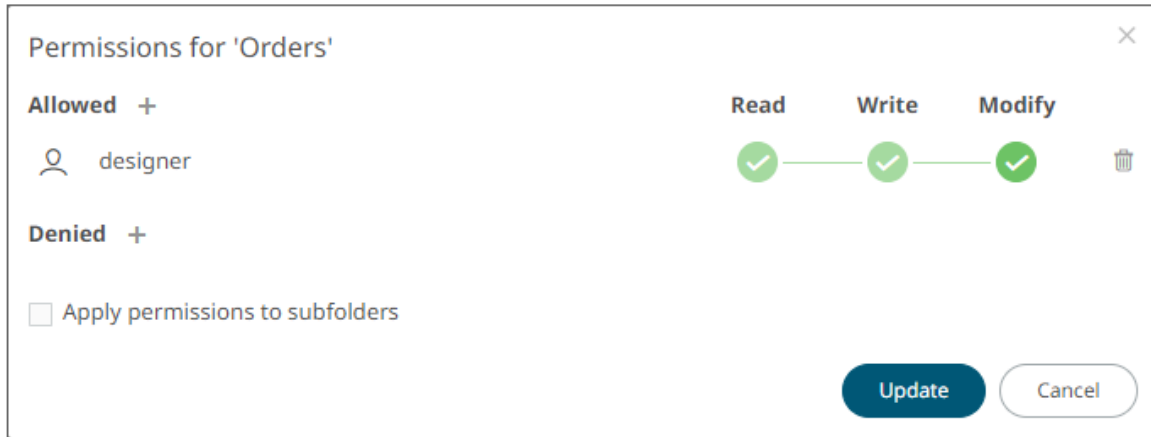 Permissions for 'Orders'
Allowed + Read Write Modify
designer
Denied +
Apply permissions to subfolders
Update Cancel